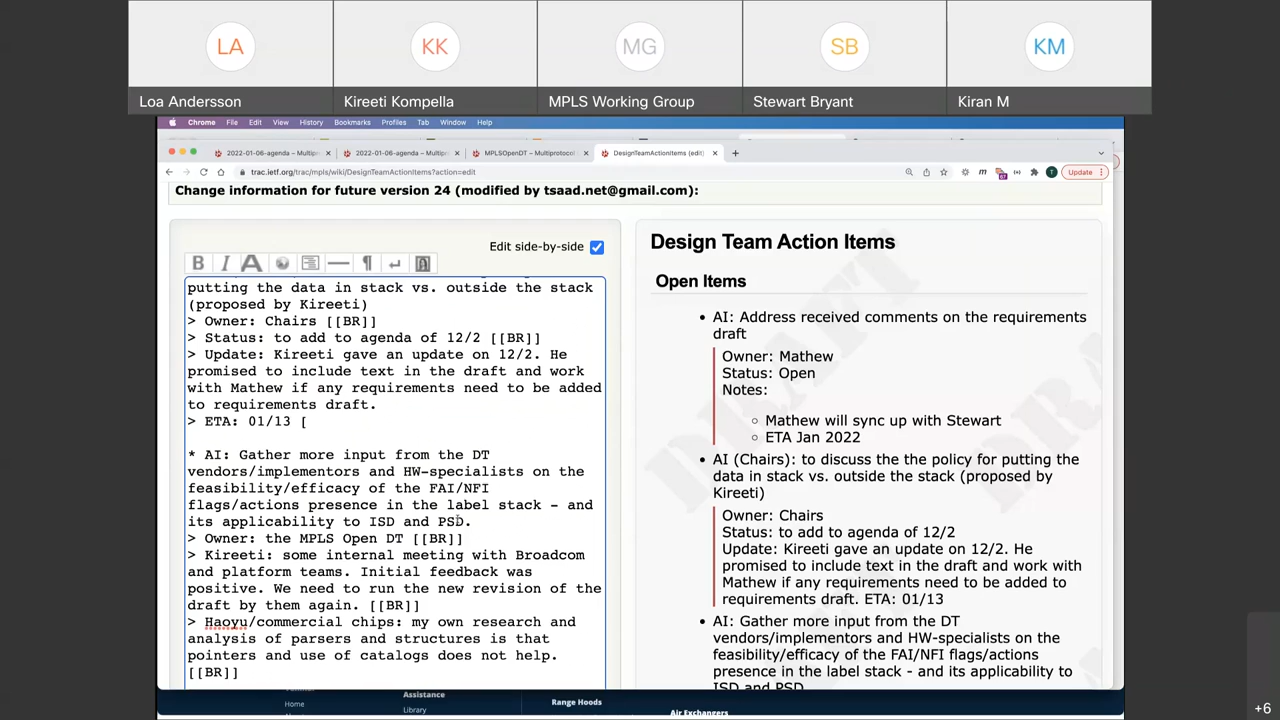 LA
KK
MG
SB
KM
Loa Andersson
Kireeti Kompella
MPLS Working Group
Stewart Bryant
Kiran M
Chrome File Edit View History Bookmarks Profiles Tab Window Help
2022-01-06-agenda – Multipro
2022-01-06-agenda – Multipro
MPLSOpenDT – Multiprotoco
DesignTeamActionItems (edit)
trac.ietf.org/trac/mpls/wiki/DesignTeamActionItems?action=edit
Update
Change information for future version 24 (modified by tsaad.net@gmail.com):
Edit side-by-side
putting the data in stack vs. outside the stack
(proposed by Kireeti)
> Owner: Chairs [[BR]]
> Status: to add to agenda of 12/2 [[BR]]
> Update: Kireeti gave an update on 12/2. He
promised to include text in the draft and work
with Mathew if any requirements need to be added
to requirements draft.
> ETA: 01/13 [
* AI: Gather more input from the DT
vendors/implementors and HW-specialists on the
feasibility/efficacy of the FAI/NFI
flags/actions presence in the label stack - and
its applicability to ISD and PSD.
> Owner: the MPLS Open DT [[BR]]
> Kireeti: some internal meeting with Broadcom
and platform teams. Initial feedback was
positive. We need to run the new revision of the
draft by them again. [[BR]]
> Haoyu/commercial chips: my own research and
analysis of parsers and structures is that
pointers and use of catalogs does not help.
[[BR]]
Design Team Action Items
Open Items
• AI: Address received comments on the requirements
draft
Owner: Mathew
Status: Open
Notes:
◦ Mathew will sync up with Stewart
◦ ETA Jan 2022
• AI (Chairs): to discuss the the policy for putting the
data in stack vs. outside the stack (proposed by
Kireeti)
Owner: Chairs
Status: to add to agenda of 12/2
Update: Kireeti gave an update on 12/2. He
promised to include text in the draft and work with
Mathew if any requirements need to be added to
requirements draft. ETA: 01/13
• AI: Gather more input from the DT
vendors/implementors and HW-specialists on the
feasibility/efficacy of the FAI/NFI flags/actions
presence in the label stack - and its applicability to
ISD and PSD.
DRAFT
DRAFT
DRAFT
Home
Assistance
Library
Range Hoods
Air Exchangers
+6